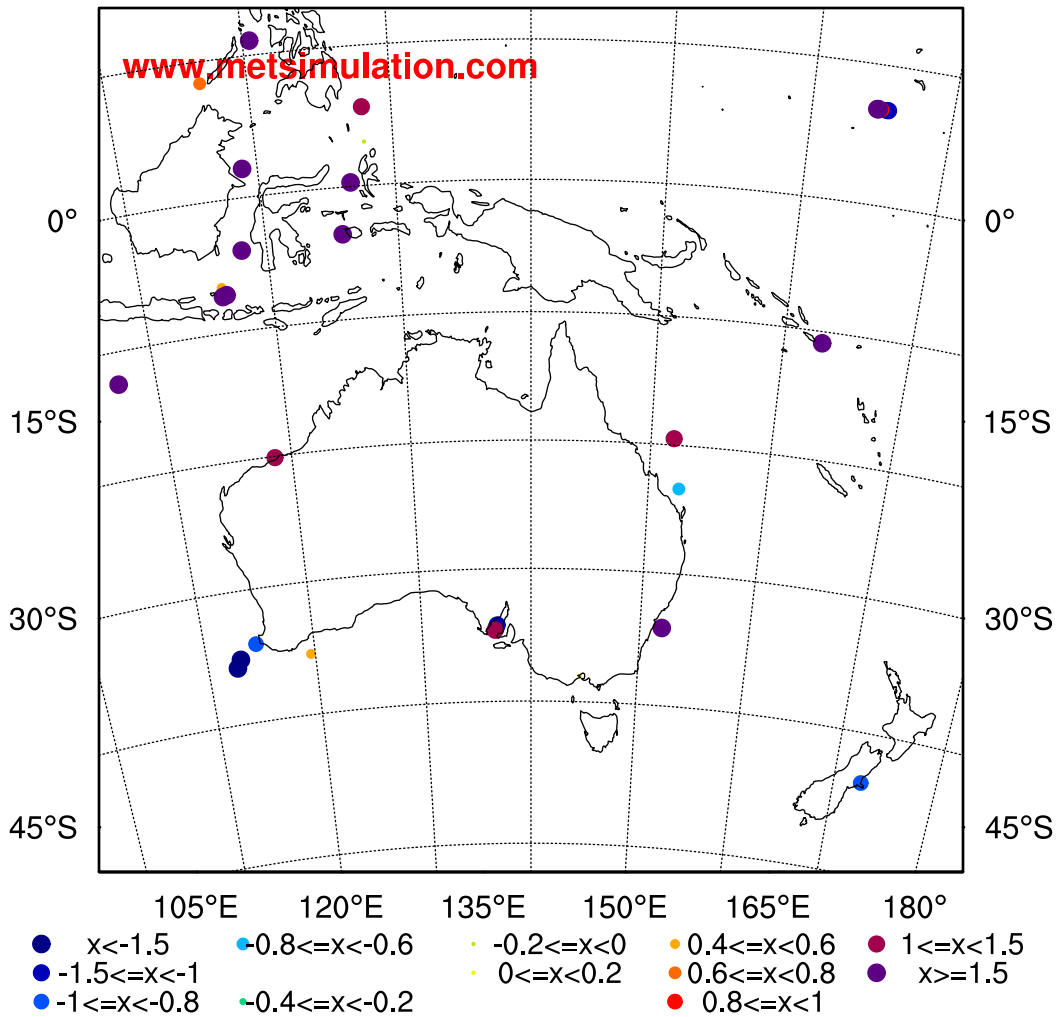 www.metsimulation.com
0° 0°
15°S 15°S
30°S 30°S
45°S 45°S
105°E 120°E 135°E 150°E 165°E 180°
x<-1.5 -0.8<=x<-0.6 -0.2<=x<0 0.4<=x<0.6 1<=x<1.5
-1.5<=x<-1 0<=x<0.2 0.6<=x<0.8 x>=1.5
-1<=x<-0.8 -0.4<=x<-0.2 0.8<=x<1